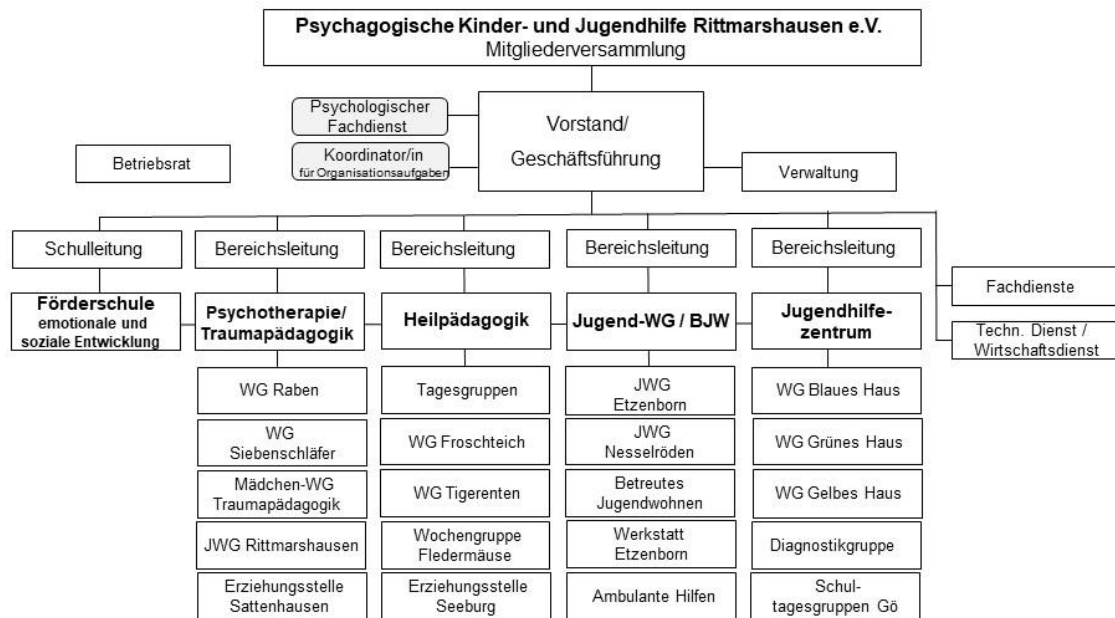 Psychagogische Kinder- und Jugendhilfe Rittmarshausen e.V.
Mitgliederversammlung
Psychologischer
Fachdienst
Vorstand/
Geschäftsführung
Koordinator/in
für Organisationsaufgaben
Betriebsrat
Verwaltung
Schulleitung
Bereichsleitung
Bereichsleitung
Bereichsleitung
Bereichsleitung
Fachdienste
Techn. Dienst /
Wirtschaftsdienst
Förderschule
emotionale und
soziale Entwicklung
Psychotherapie/
Traumapädagogik
Heilpädagogik
Jugend-WG / BJW
Jugendhilfe-
zentrum
WG Raben
WG
Siebenschläfer
Mädchen-WG
Traumapädagogik
JWG Rittmarshausen
Erziehungsstelle
Sattenhausen
Tagesgruppen
WG Froschteich
WG Tigerenten
Wochengruppe
Fledermäuse
Erziehungsstelle
Seeburg
JWG
Etzenborn
JWG
Nesselröden
Betreutes
Jugendwohnen
Werkstatt
Etzenborn
Ambulante Hilfen
WG Blaues Haus
WG Grünes Haus
WG Gelbes Haus
Diagnostikgruppe
Schul-
tagesgruppen Gö